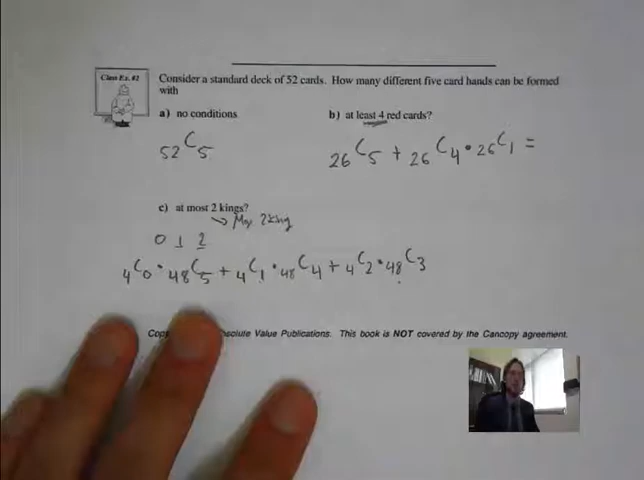 Class Ex. #2
Consider a standard deck of 52 cards. How many different five card hands can be formed
with
a) no conditions
b) at least 4 red cards?
52C5
26C5 + 26C4 • 26C1 =
c) at most 2 kings?
→ Max 2 king
0 1 2
4C0 • 48C5 + 4C1 • 48C4 + 4C2 • 48C3
solute Value Publications. This book is NOT covered by the Cancopy agreement.